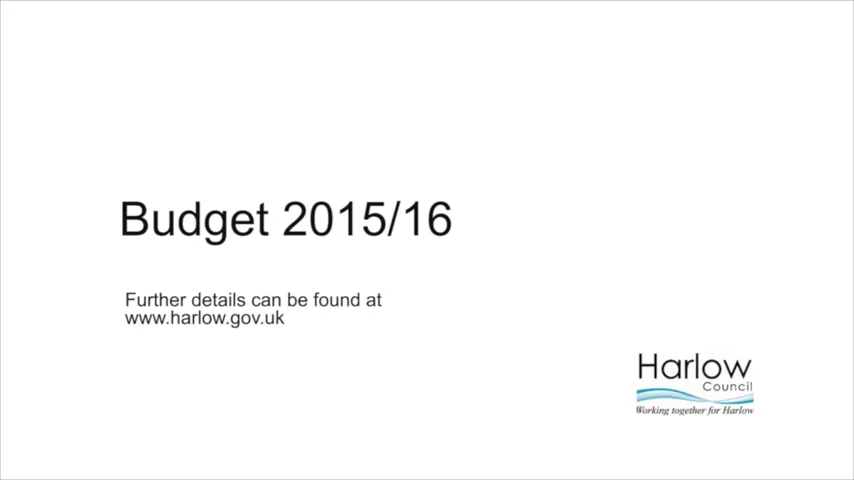 Budget 2015/16
Further details can be found at
www.harlow.gov.uk
Harlow
Council
Working together for Harlow